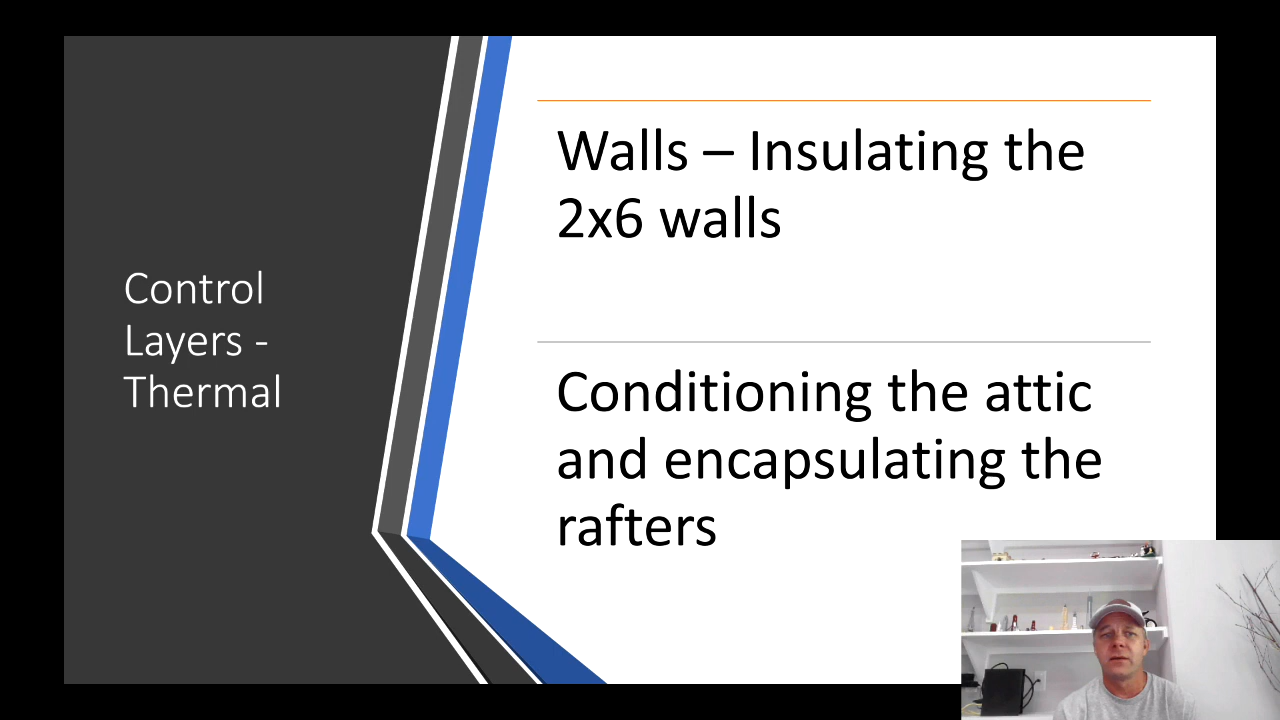 Control
Layers -
Thermal
Walls – Insulating the
2x6 walls
Conditioning the attic
and encapsulating the
rafters